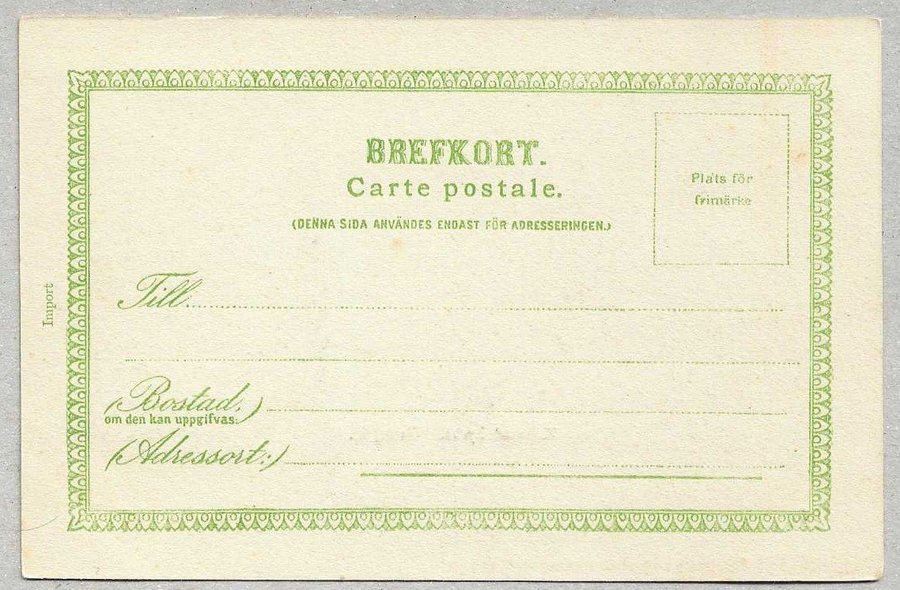 BREFKORT.
Carte postale.
(DENNA SIDA ANVÄNDES ENDAST FÖR ADRESSERINGEN.)
Plats för
frimärke
Till
(Bostad,)
om den kan uppgifvas:
(Adressort:)
Import